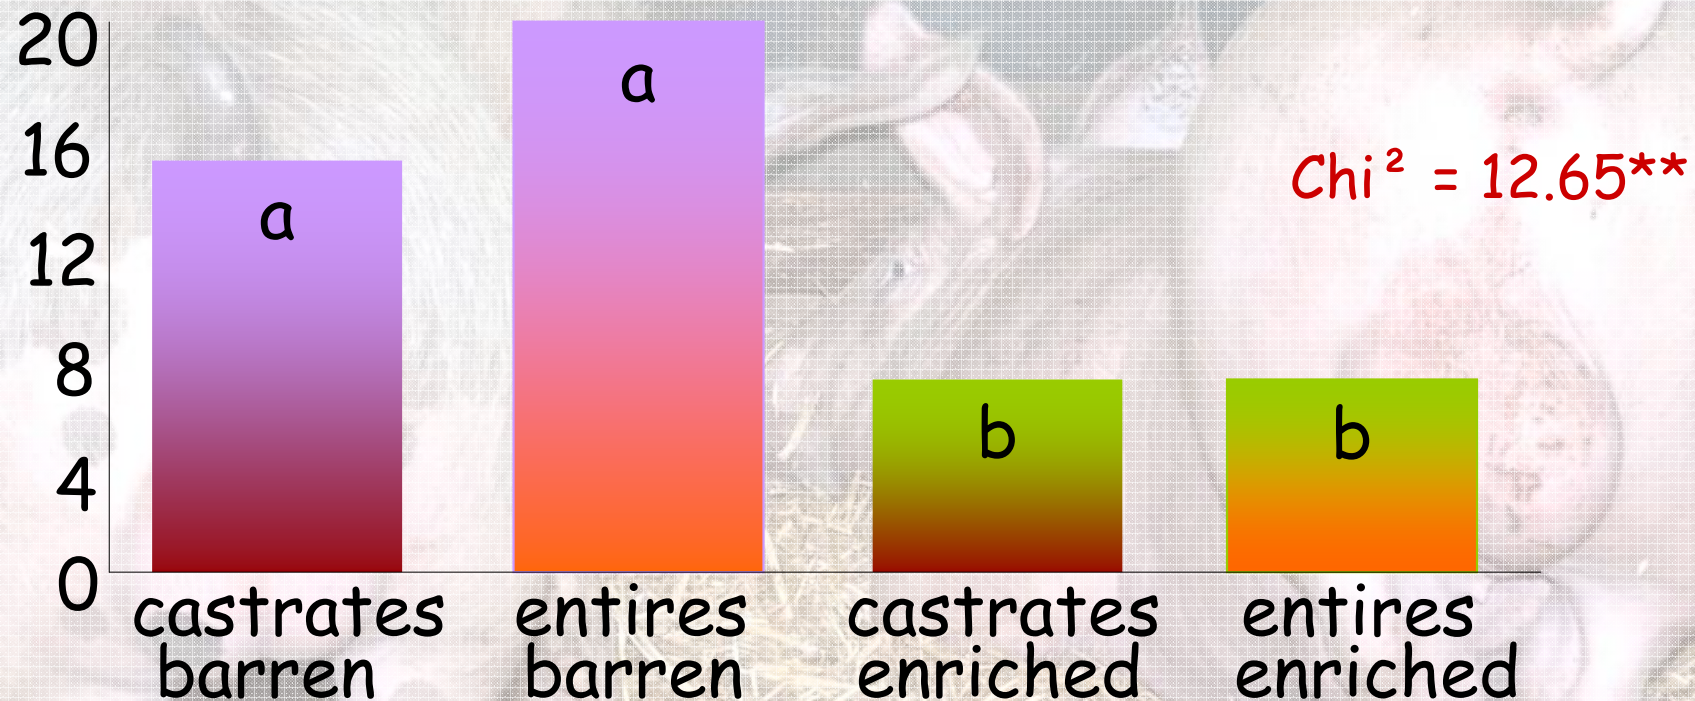 20
16
12
8
4
0
a
a
b
b
Chi² = 12.65**
castrates barren
entires barren
castrates enriched
entires enriched